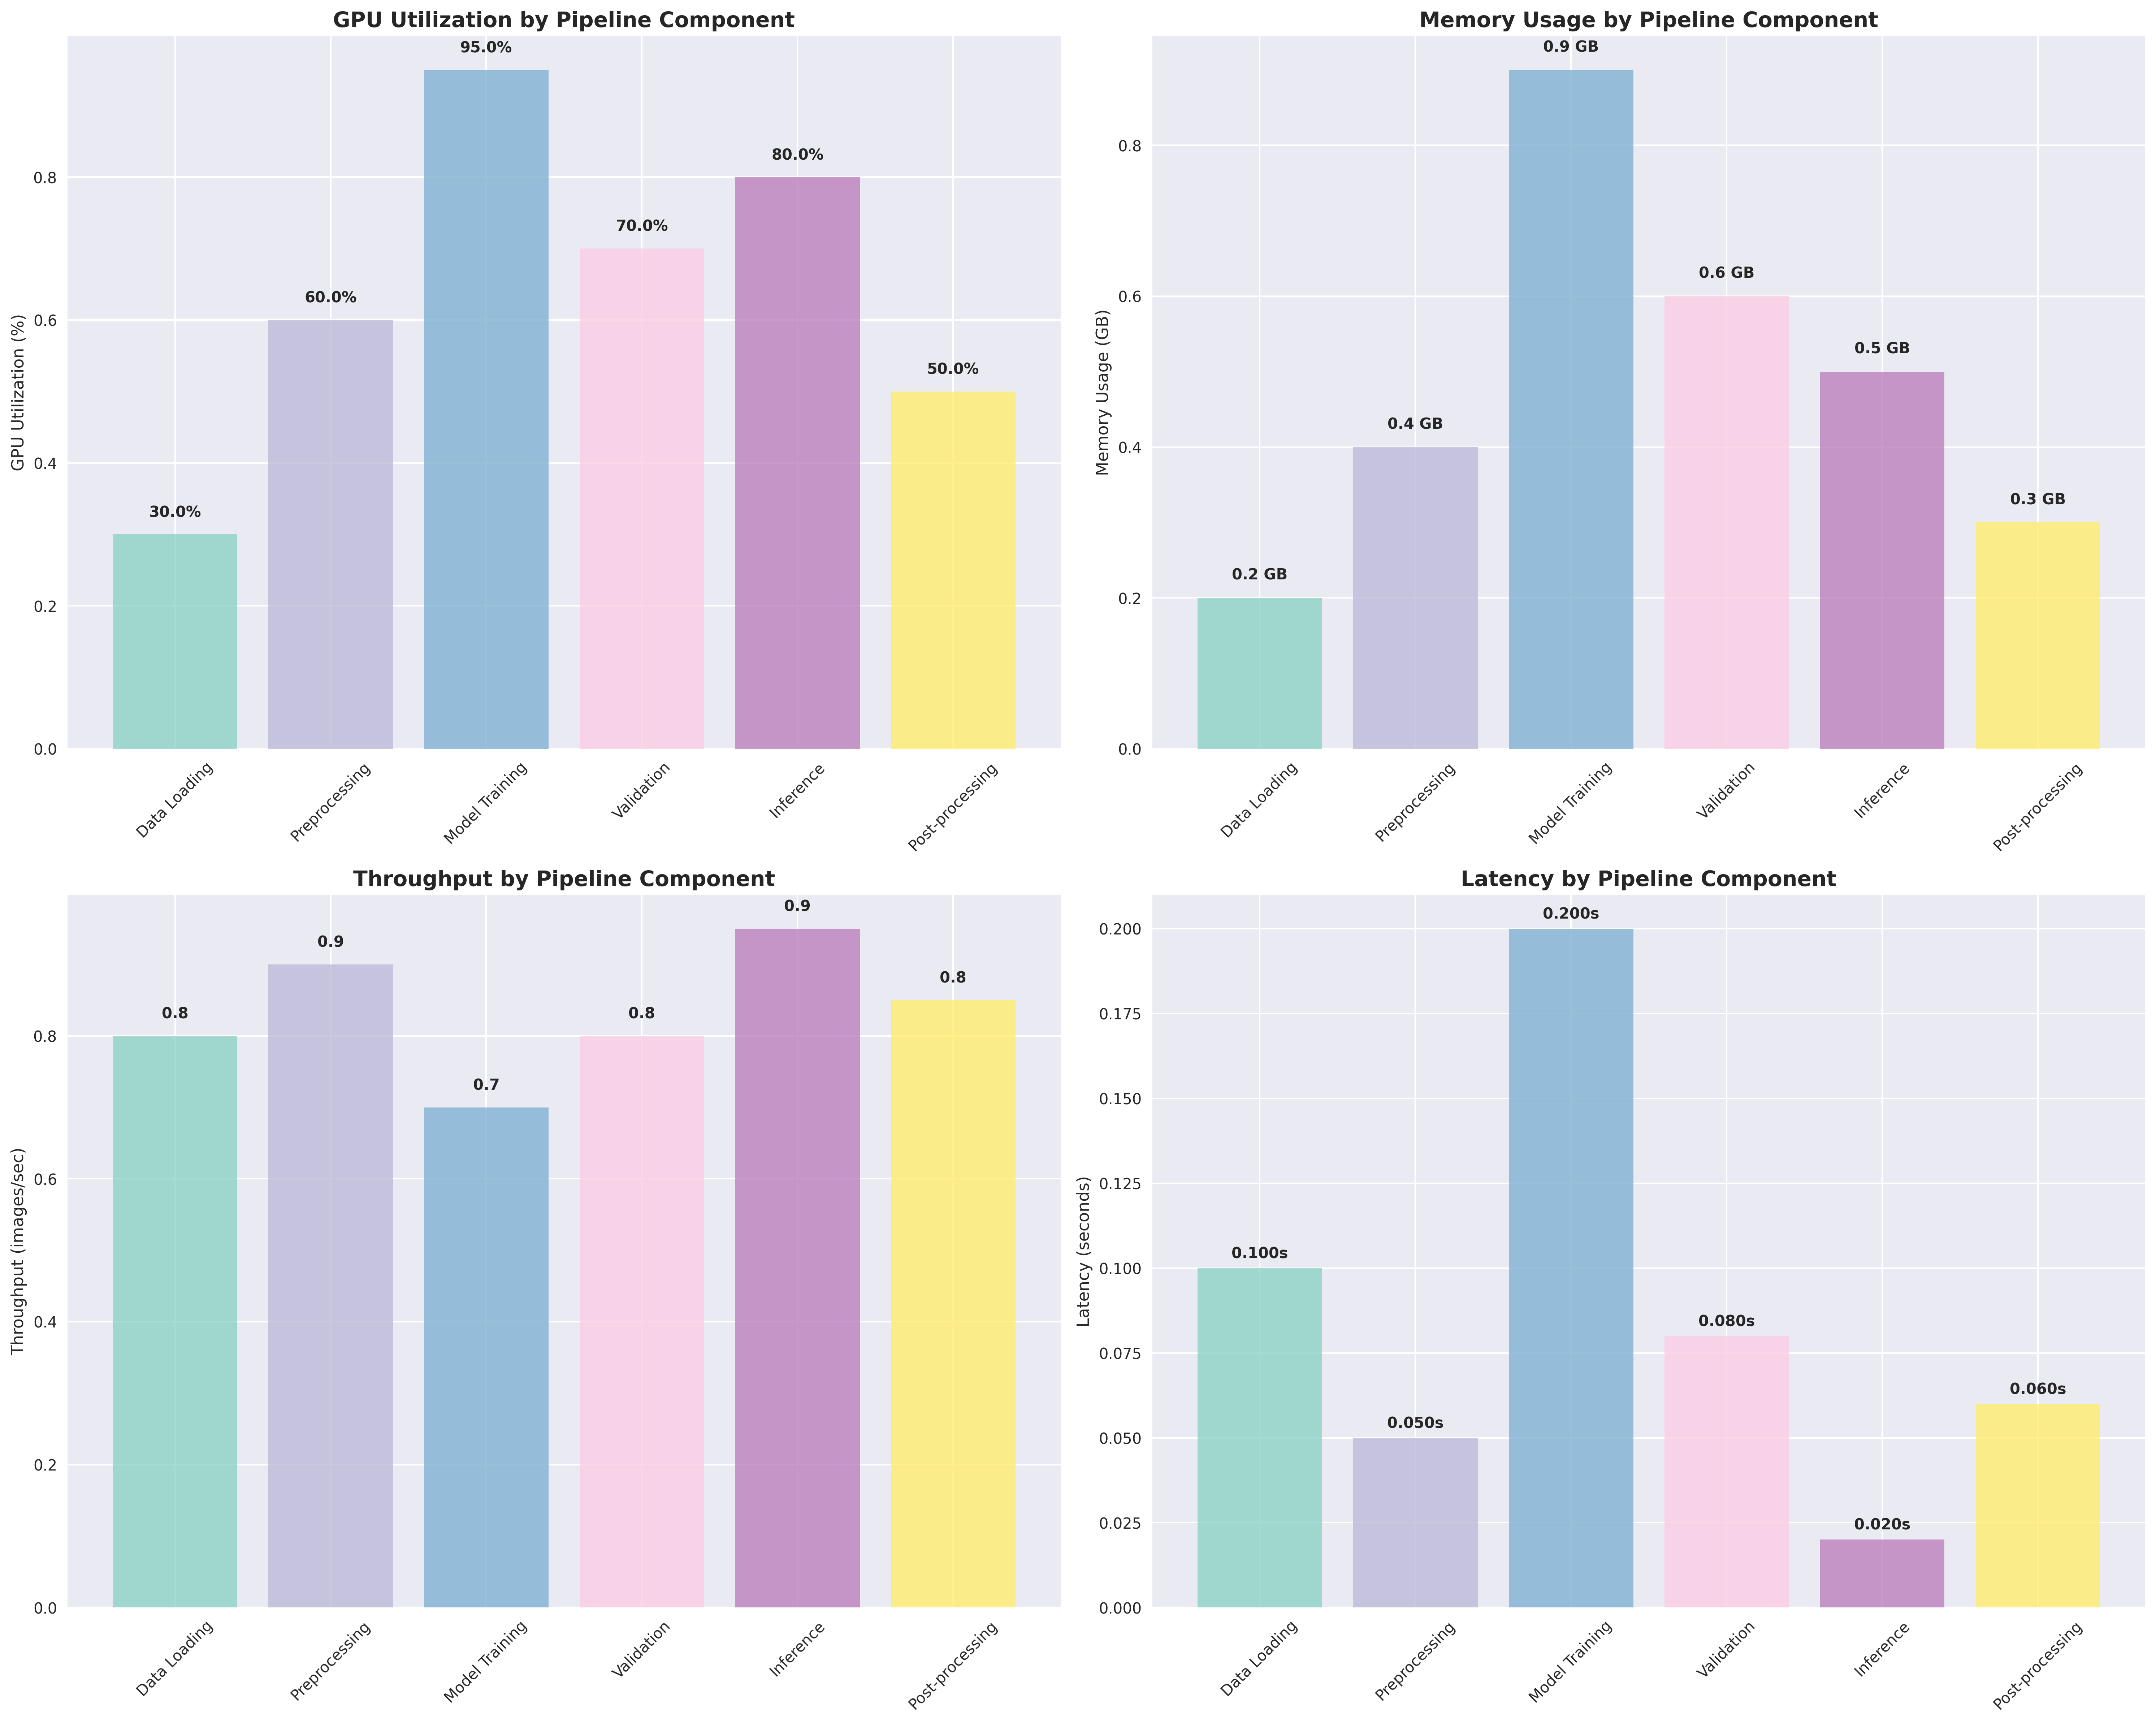 GPU Utilization by Pipeline Component
GPU Utilization (%)
0.8
0.6
0.4
0.2
0.0
30.0%
60.0%
95.0%
70.0%
80.0%
50.0%
Data Loading
Preprocessing
Model Training
Validation
Inference
Post-processing
Memory Usage by Pipeline Component
Memory Usage (GB)
0.8
0.6
0.4
0.2
0.0
0.2 GB
0.4 GB
0.9 GB
0.6 GB
0.5 GB
0.3 GB
Data Loading
Preprocessing
Model Training
Validation
Inference
Post-processing
Throughput by Pipeline Component
Throughput (images/sec)
0.8
0.6
0.4
0.2
0.0
0.8
0.9
0.7
0.8
0.9
0.8
Data Loading
Preprocessing
Model Training
Validation
Inference
Post-processing
Latency by Pipeline Component
Latency (seconds)
0.200
0.175
0.150
0.125
0.100
0.075
0.050
0.025
0.000
0.100s
0.050s
0.200s
0.080s
0.020s
0.060s
Data Loading
Preprocessing
Model Training
Validation
Inference
Post-processing